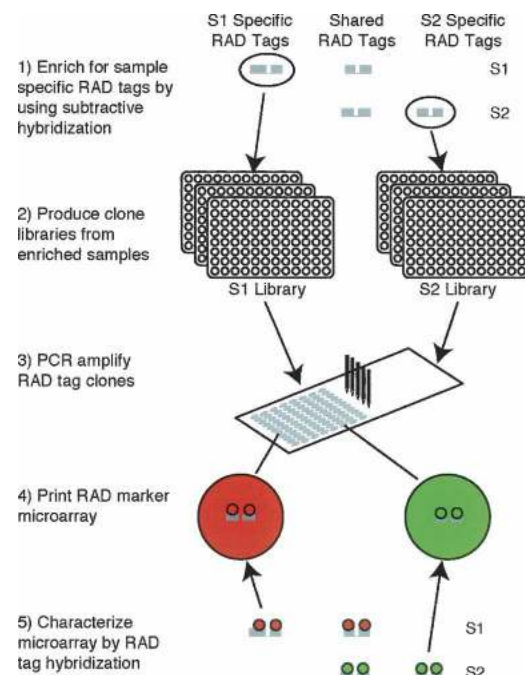 S1 Specific RAD Tags
Shared RAD Tags
S2 Specific RAD Tags
1) Enrich for sample
specific RAD tags by
using subtractive
hybridization
S1
S2
2) Produce clone
libraries from
enriched samples
S1 Library
S2 Library
3) PCR amplify
RAD tag clones
4) Print RAD marker
microarray
5) Characterize
microarray by RAD
tag hybridization
S1
S2